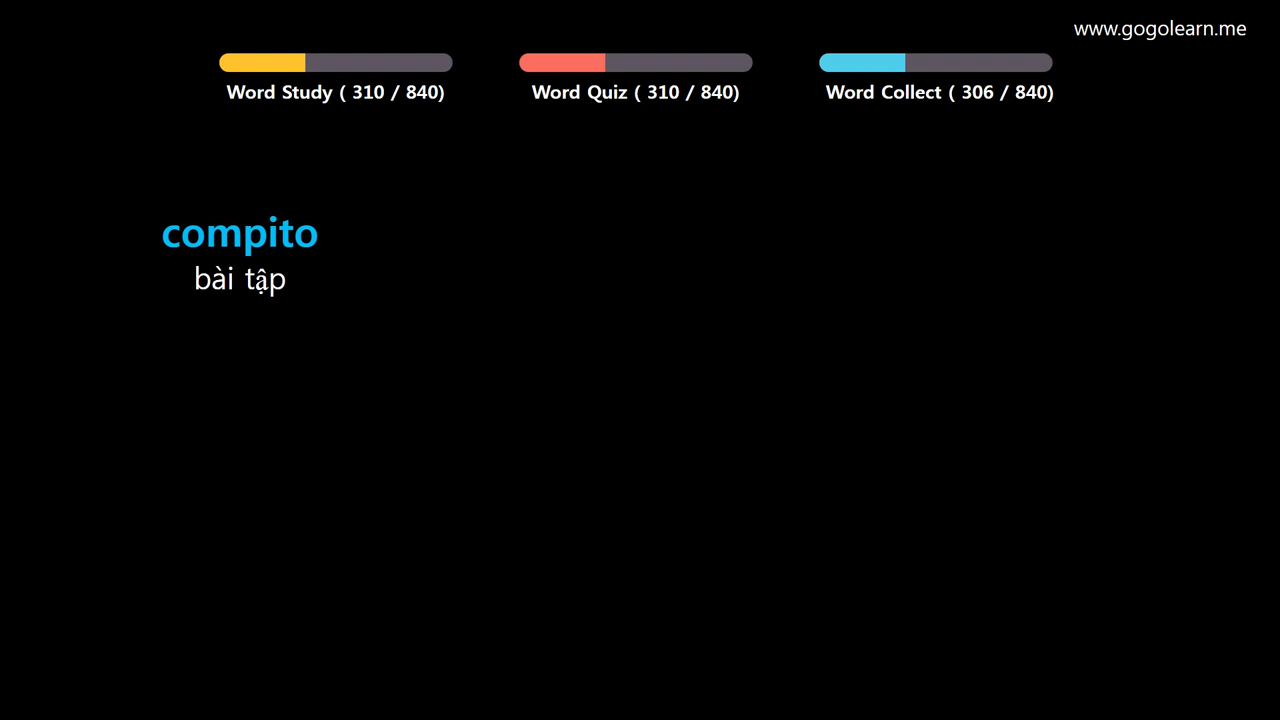 www.gogolearn.me
Word Study ( 310 / 840)
Word Quiz ( 310 / 840)
Word Collect ( 306 / 840)
compito
bài tập